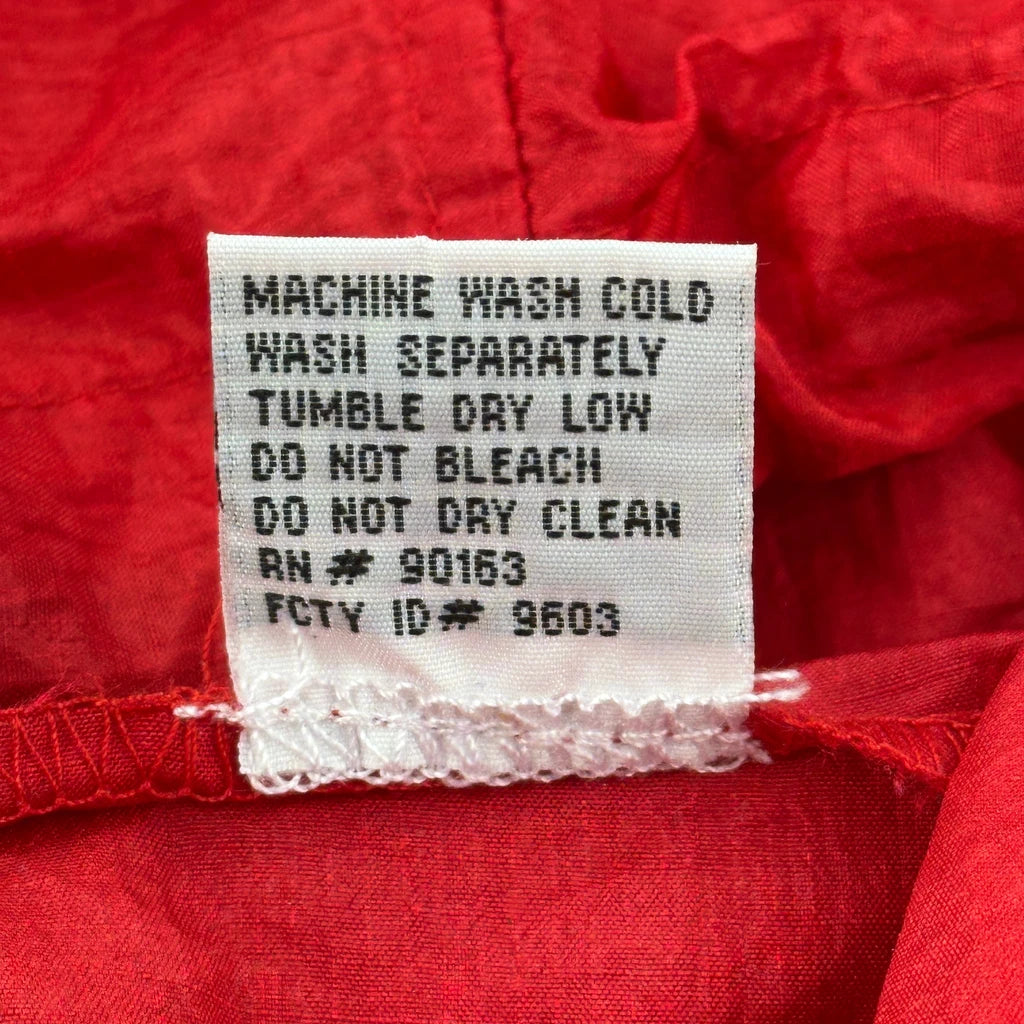 MACHINE WASH COLD
WASH SEPARATELY
TUMBLE DRY LOW
DO NOT BLEACH
DO NOT DRY CLEAN
RN # 90163
FCTY ID# 9603